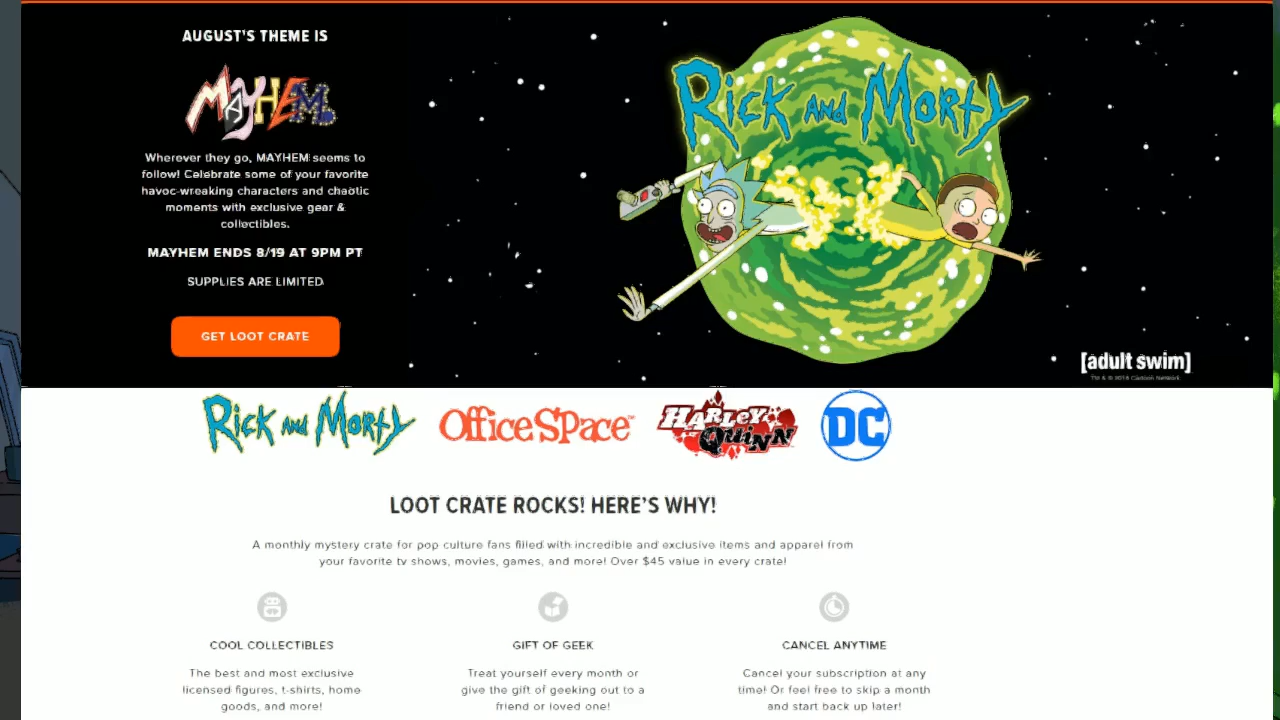 AUGUST'S THEME IS
MAYHEM
Wherever they go, MAYHEM seems to
follow! Celebrate some of your favorite
havoc-wreaking characters and chaotic
moments with exclusive gear &
collectibles.
MAYHEM ENDS 8/19 AT 9PM PT
SUPPLIES ARE LIMITED
GET LOOT CRATE
RICK AND MORTY
[adult swim]
TM & © 2018 Cartoon Network
RICK AND MORTY
Office SPace™
HARLEY
QUINN
DC
LOOT CRATE ROCKS! HERE'S WHY!
A monthly mystery crate for pop culture fans filled with incredible and exclusive items and apparel from
your favorite tv shows, movies, games, and more! Over $45 value in every crate!
COOL COLLECTIBLES
The best and most exclusive
licensed figures, t-shirts, home
goods, and more!
GIFT OF GEEK
Treat yourself every month or
give the gift of geeking out to a
friend or loved one!
CANCEL ANYTIME
Cancel your subscription at any
time! Or feel free to skip a month
and start back up later!